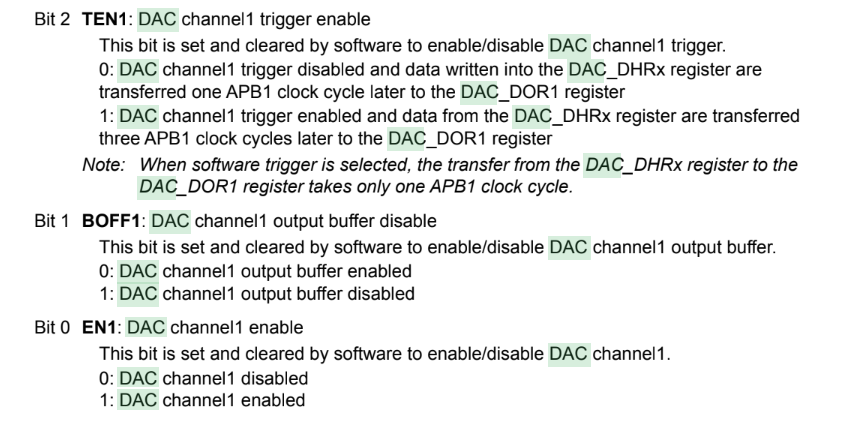 Bit 2 TEN1: DAC channel1 trigger enable
This bit is set and cleared by software to enable/disable DAC channel1 trigger.
0: DAC channel1 trigger disabled and data written into the DAC_DHRx register are
transferred one APB1 clock cycle later to the DAC_DOR1 register
1: DAC channel1 trigger enabled and data from the DAC_DHRx register are transferred
three APB1 clock cycles later to the DAC_DOR1 register
Note: When software trigger is selected, the transfer from the DAC_DHRx register to the
DAC_DOR1 register takes only one APB1 clock cycle.
Bit 1 BOFF1: DAC channel1 output buffer disable
This bit is set and cleared by software to enable/disable DAC channel1 output buffer.
0: DAC channel1 output buffer enabled
1: DAC channel1 output buffer disabled
Bit 0 EN1: DAC channel1 enable
This bit is set and cleared by software to enable/disable DAC channel1.
0: DAC channel1 disabled
1: DAC channel1 enabled